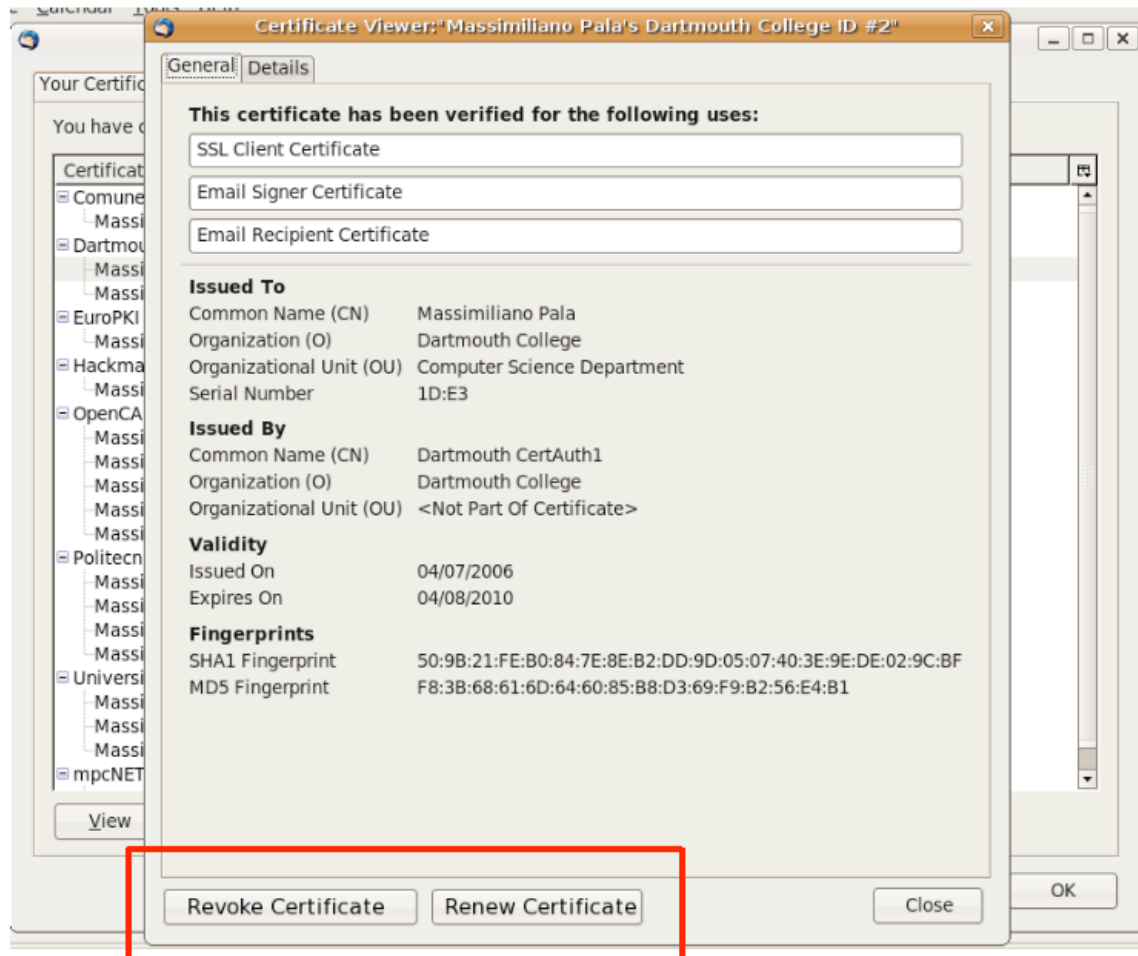 Certificate Viewer:"Massimiliano Pala's Dartmouth College ID #2"
General Details
Your Certific
This certificate has been verified for the following uses:
You have
SSL Client Certificate
Certificat
Email Signer Certificate
Comune
Massi
Email Recipient Certificate
Dartmou
Massi
Massi
EuroPKI
Massi
Hackma
Massi
OpenCA
Massi
Massi
Massi
Massi
Massi
Politecn
Massi
Massi
Massi
Massi
Universi
Massi
Massi
Massi
mpcNET
Issued To
Common Name (CN) Massimiliano Pala
Organization (O) Dartmouth College
Organizational Unit (OU) Computer Science Department
Serial Number 1D:E3
Issued By
Common Name (CN) Dartmouth CertAuth1
Organization (O) Dartmouth College
Organizational Unit (OU) <Not Part Of Certificate>
Validity
Issued On 04/07/2006
Expires On 04/08/2010
Fingerprints
SHA1 Fingerprint 50:9B:21:FE:B0:84:7E:8E:B2:DD:9D:05:07:40:3E:9E:DE:02:9C:BF
MD5 Fingerprint F8:3B:68:61:6D:64:60:85:B8:D3:69:F9:B2:56:E4:B1
View
Revoke Certificate Renew Certificate Close
OK